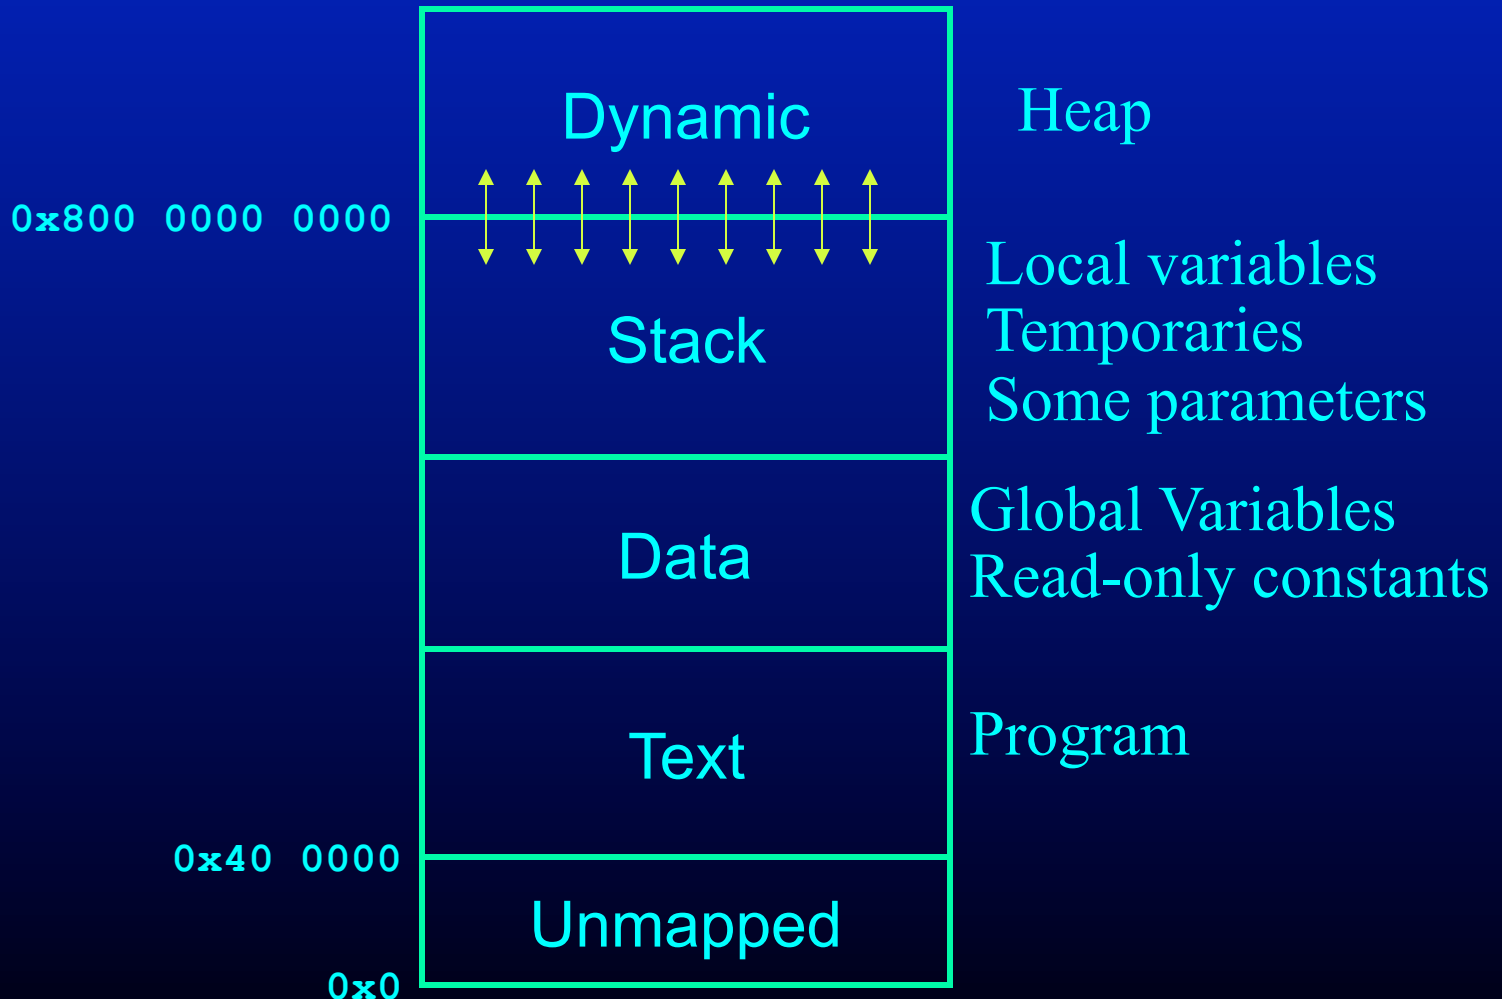 Dynamic
Heap
0x800 0000 0000
Local variables
Temporaries
Some parameters
Stack
Global Variables
Read-only constants
Data
Text
Program
0x40 0000
Unmapped
0x0